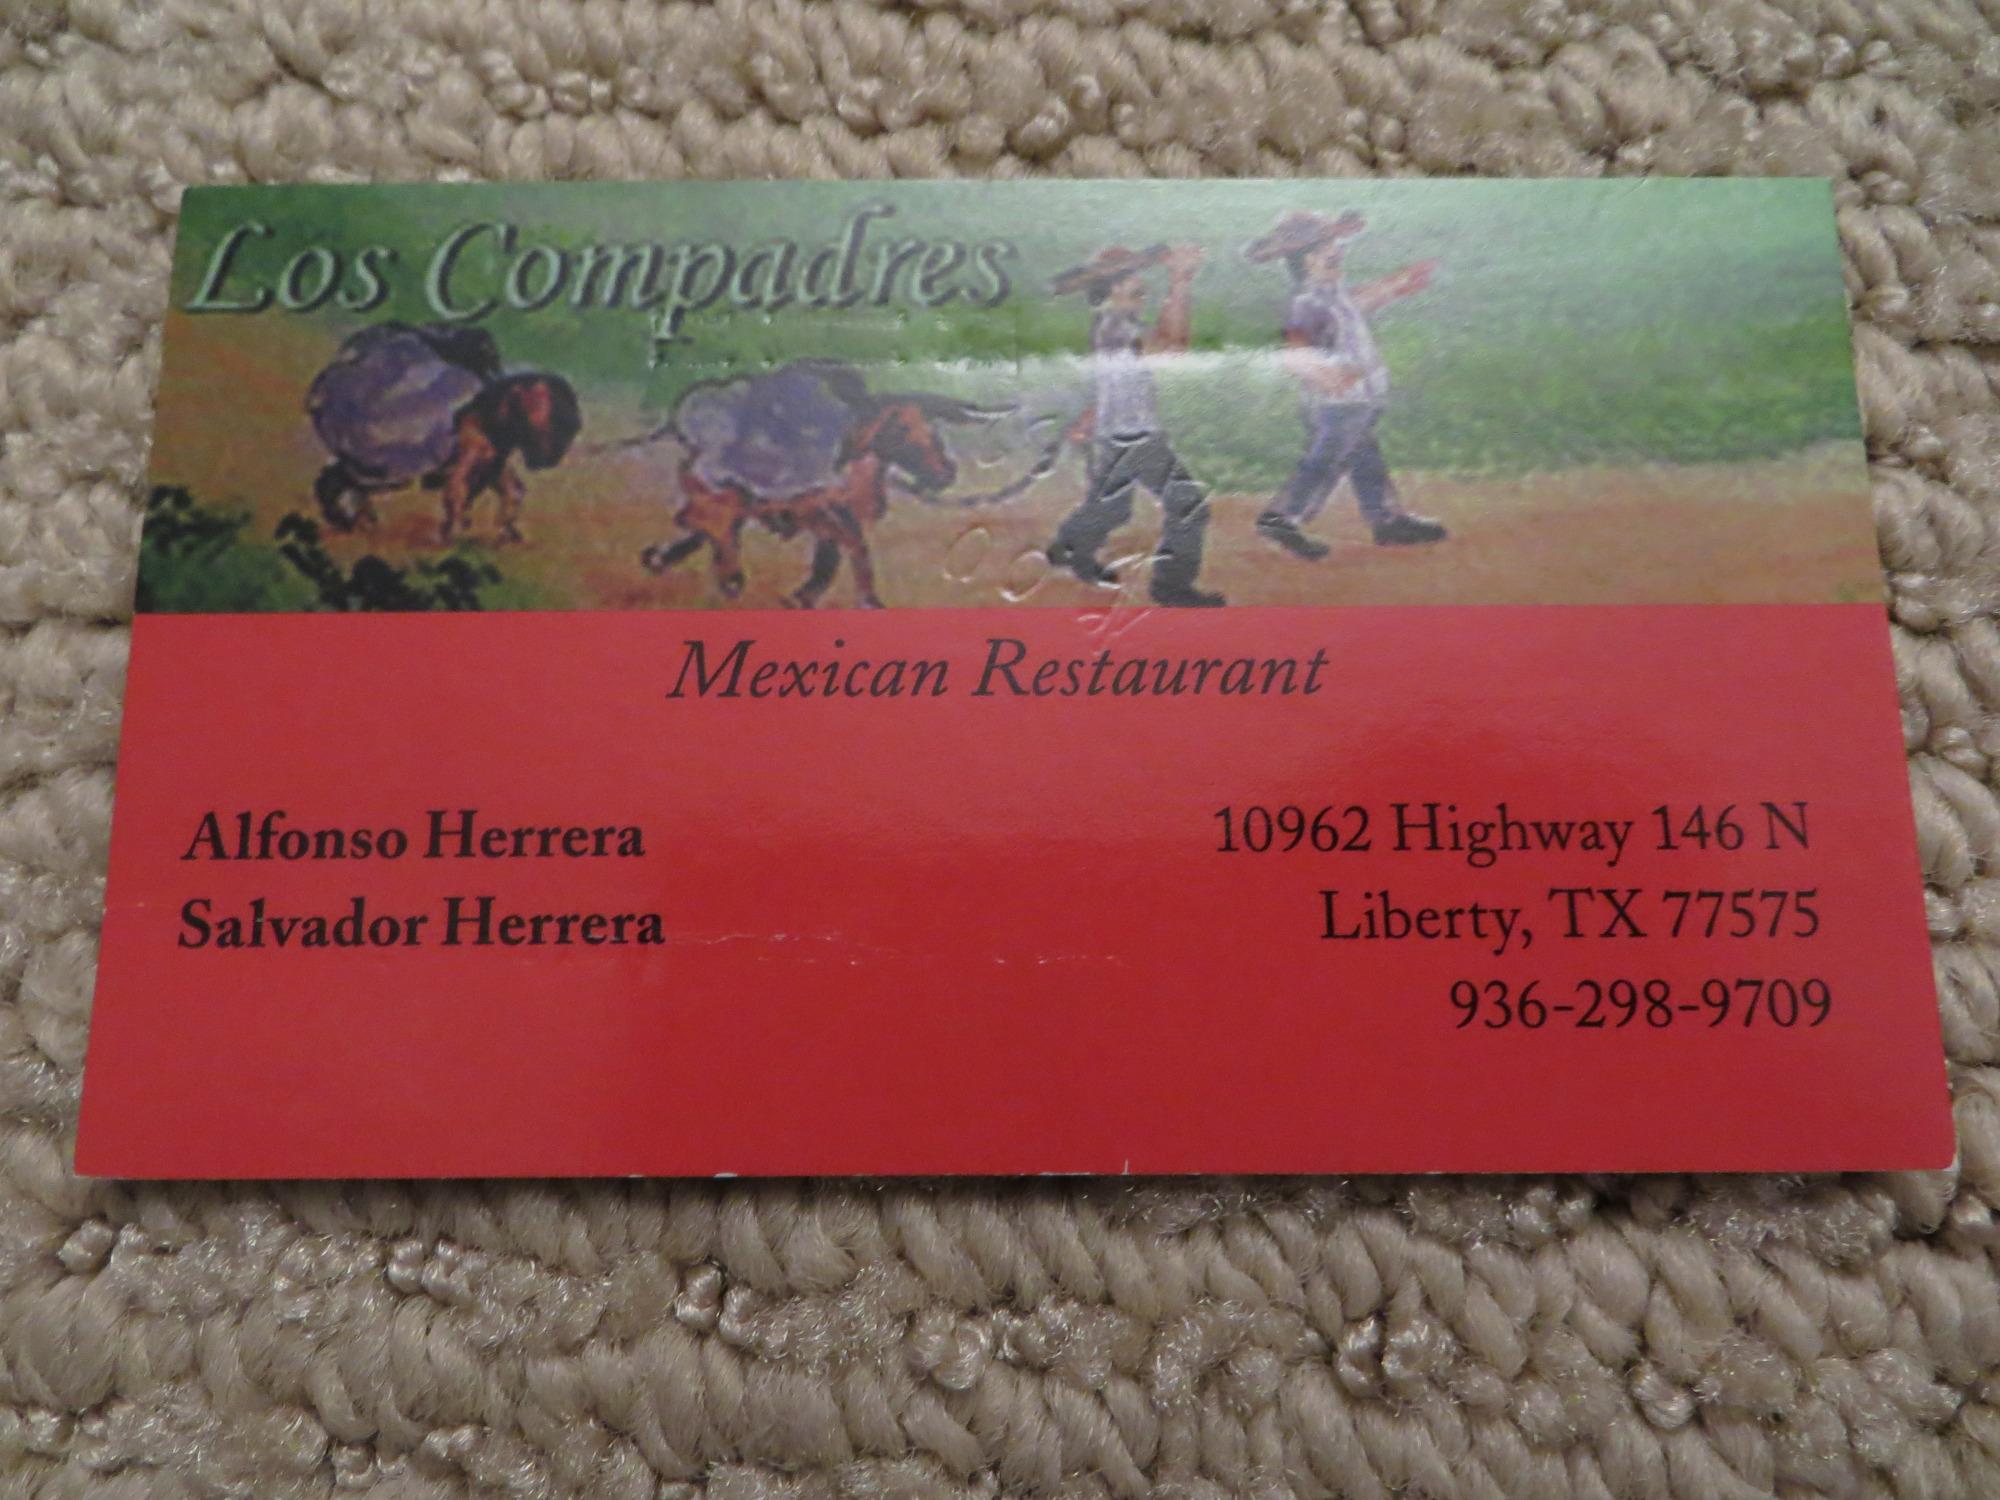 Los Compadres
Mexican Restaurant
Alfonso Herrera
Salvador Herrera
10962 Highway 146 N
Liberty, TX 77575
936-298-9709